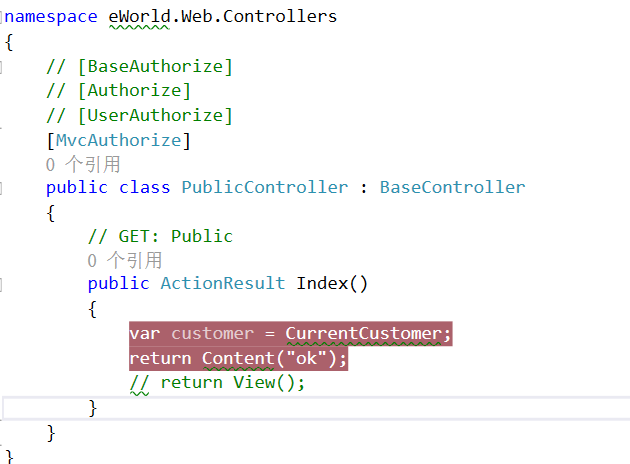 namespace eWorld.Web.Controllers
{
// [BaseAuthorize]
// [Authorize]
// [UserAuthorize]
[MvcAuthorize]
0 个引用
public class PublicController : BaseController
{
// GET: Public
0 个引用
public ActionResult Index()
{
var customer = CurrentCustomer;
return Content("ok");
// return View();
}
}
}